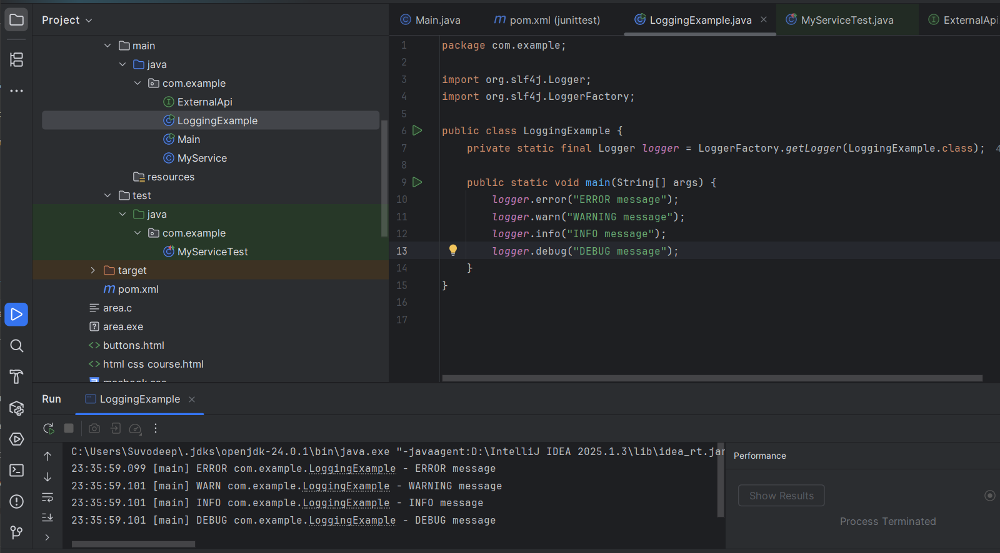 Project
Main.java
pom.xml (junittest)
LoggingExample.java
MyServiceTest.java
ExternalApi
main
java
com.example
ExternalApi
LoggingExample
Main
MyService
resources
test
java
com.example
MyServiceTest
target
pom.xml
area.c
area.exe
buttons.html
html css course.html
macbook.css
1 package com.example;
2
3 import org.slf4j.Logger;
4 import org.slf4j.LoggerFactory;
5
6 public class LoggingExample {
7 private static final Logger logger = LoggerFactory.getLogger(LoggingExample.class); 4
8
9 public static void main(String[] args) {
10 logger.error("ERROR message");
11 logger.warn("WARNING message");
12 logger.info("INFO message");
13 logger.debug("DEBUG message");
14 }
15 }
16
17
Run
LoggingExample
C:\Users\Suvodeep\.jdks\openjdk-24.0.1\bin\java.exe "-javaagent:D:\IntelliJ IDEA 2025.1.3\lib\idea_rt.jar
23:35:59.099 [main] ERROR com.example.LoggingExample - ERROR message
23:35:59.101 [main] WARN com.example.LoggingExample - WARNING message
23:35:59.101 [main] INFO com.example.LoggingExample - INFO message
23:35:59.101 [main] DEBUG com.example.LoggingExample - DEBUG message
Performance
Show Results
Process Terminated